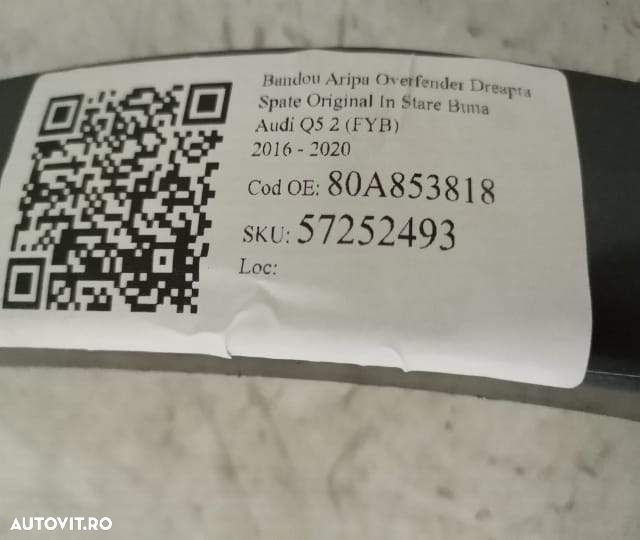 Bandou Aripa Overfender Dreapta
Spate Original In Stare Buna
Audi Q5 2 (FYB)
2016 - 2020
Cod OE: 80A853818
SKU: 57252493
Loc:
AUTOVIT.RO